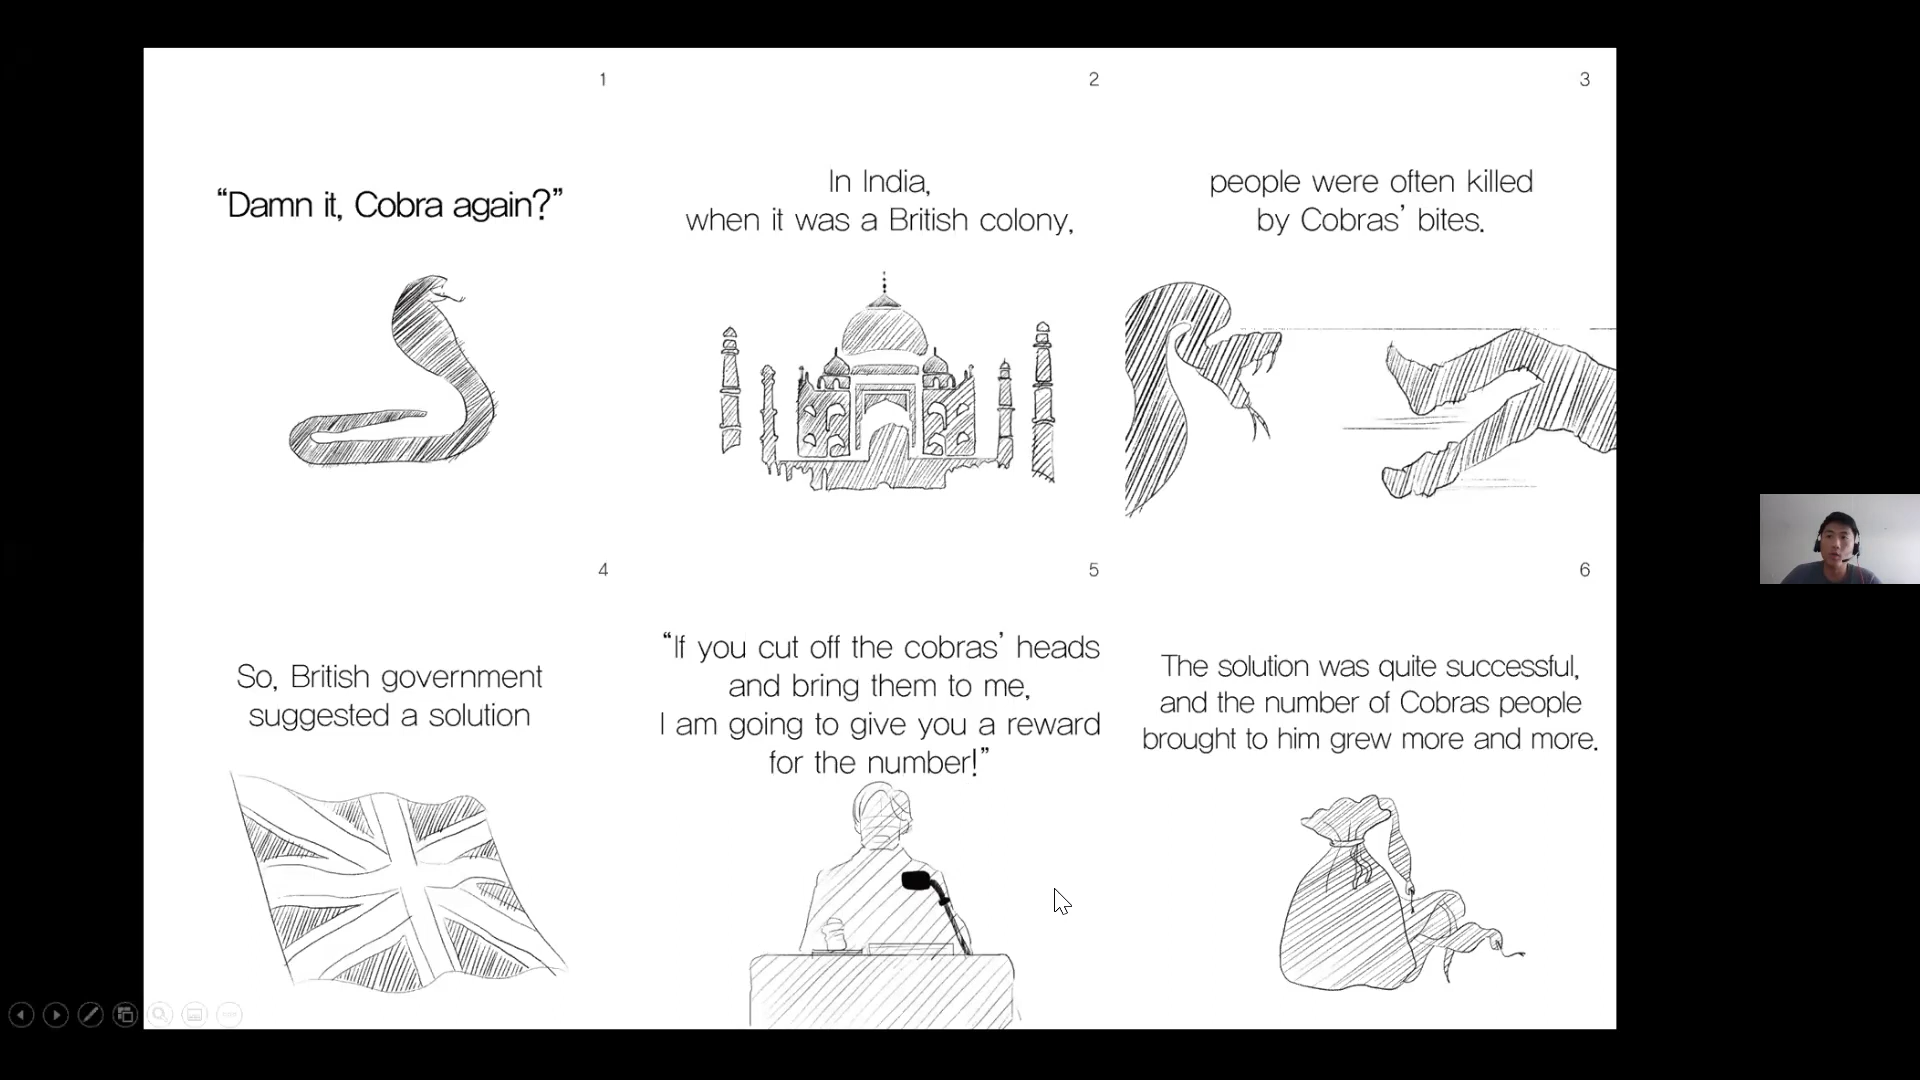 1
“Damn it, Cobra again?”
2
In India,
when it was a British colony,
3
people were often killed
by Cobras’ bites.
4
So, British government
suggested a solution
5
“If you cut off the cobras’ heads
and bring them to me,
I am going to give you a reward
for the number!”
6
The solution was quite successful,
and the number of Cobras people
brought to him grew more and more.